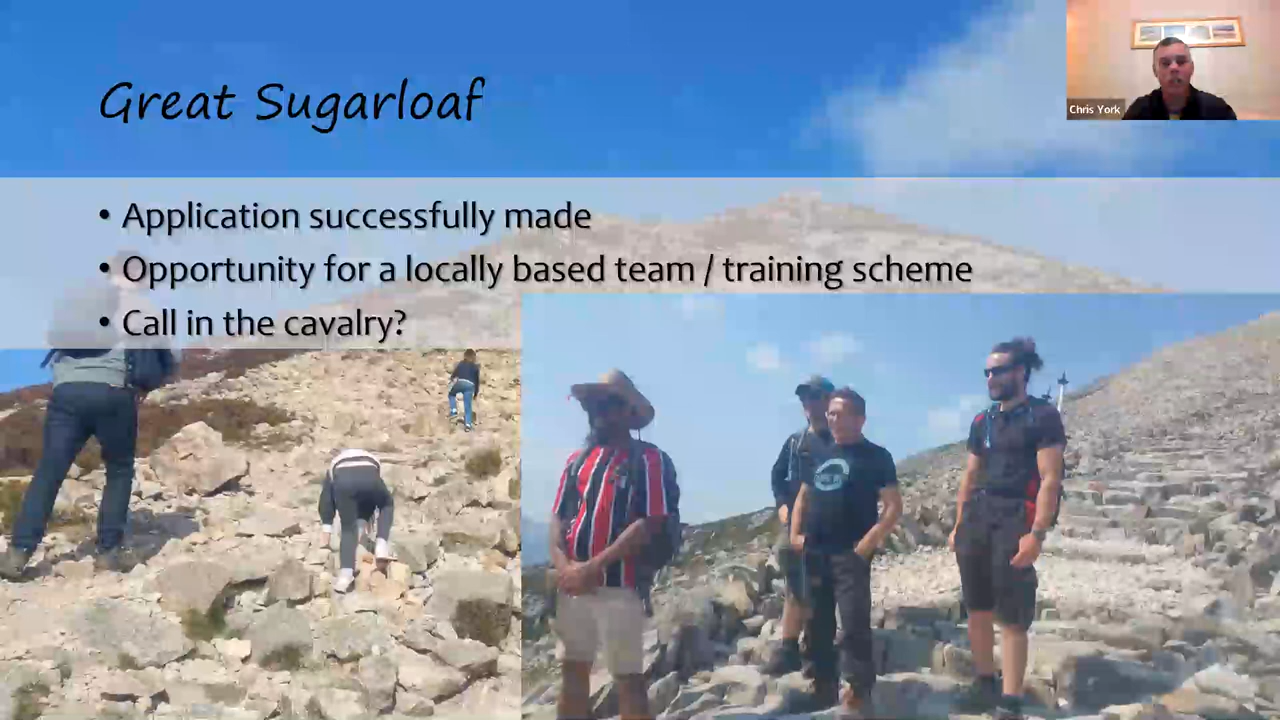 Great Sugarloaf
Chris York
• Application successfully made
• Opportunity for a locally based team / training scheme
• Call in the cavalry?